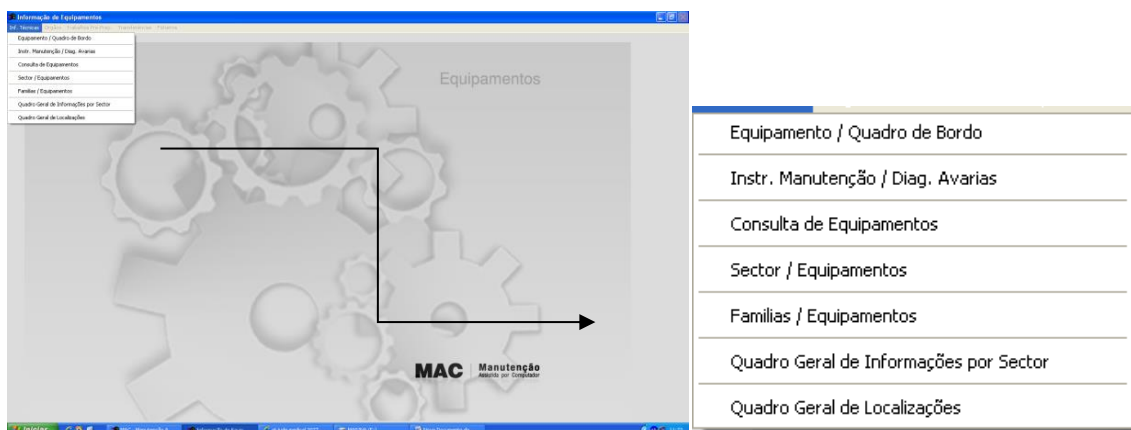 Informação de Equipamentos
Inf. Técnicas
Equipamento / Quadro de Bordo
Instr. Manutenção / Diag. Avarias
Consulta de Equipamentos
Sector / Equipamentos
Familias / Equipamentos
Quadro Geral de Informações por Sector
Quadro Geral de Localizações
Equipamentos
MAC Manutenção
Assistida por Computador
Equipamento / Quadro de Bordo
Instr. Manutenção / Diag. Avarias
Consulta de Equipamentos
Sector / Equipamentos
Familias / Equipamentos
Quadro Geral de Informações por Sector
Quadro Geral de Localizações